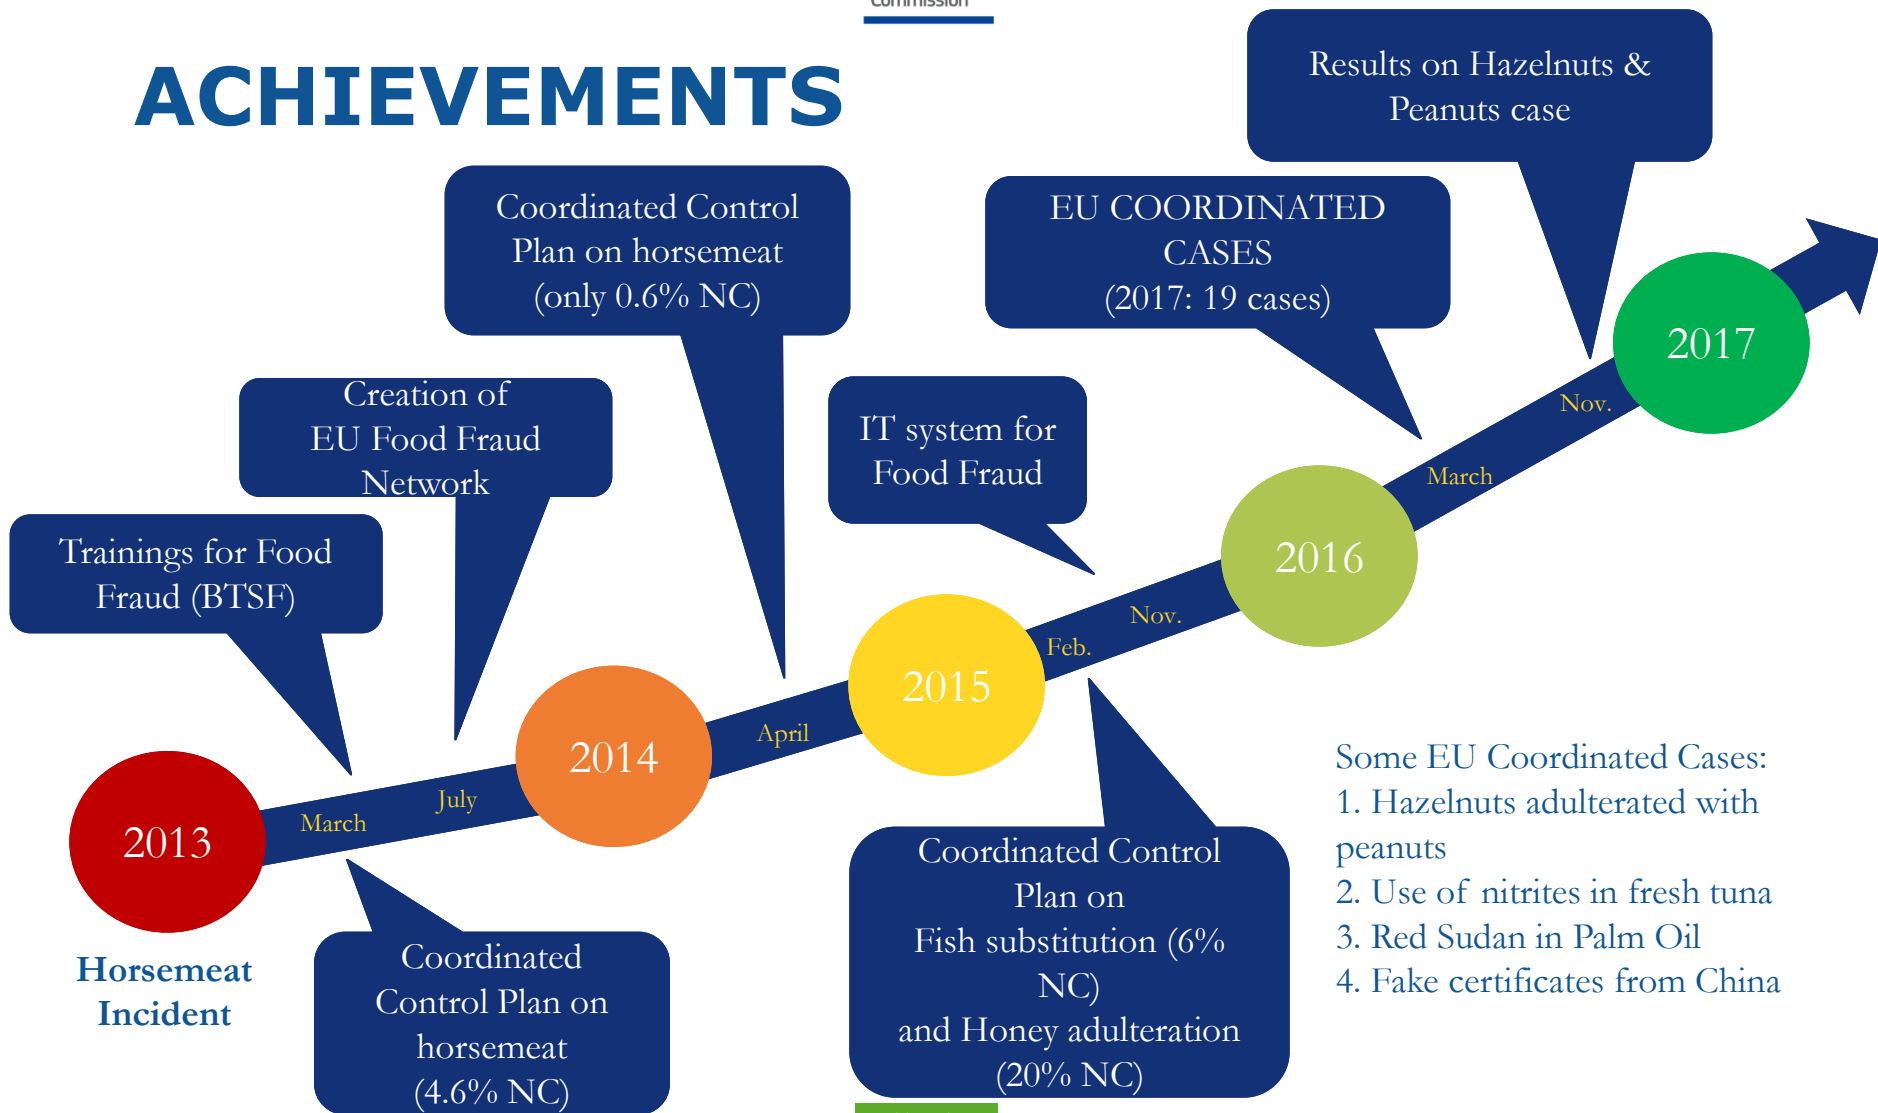 Commission
ACHIEVEMENTS
Results on Hazelnuts &
Peanuts case
Coordinated Control
Plan on horsemeat
(only 0.6% NC)
EU COORDINATED
CASES
(2017: 19 cases)
2017
Creation of
EU Food Fraud
Network
IT system for
Food Fraud
Nov.
March
Trainings for Food
Fraud (BTSF)
2016
Nov.
Feb.
2015
April
2014
July
March
2013
Horsemeat
Incident
Coordinated
Control Plan on
horsemeat
(4.6% NC)
Coordinated Control
Plan on
Fish substitution (6%
NC)
and Honey adulteration
(20% NC)
Some EU Coordinated Cases:
1. Hazelnuts adulterated with
peanuts
2. Use of nitrites in fresh tuna
3. Red Sudan in Palm Oil
4. Fake certificates from China